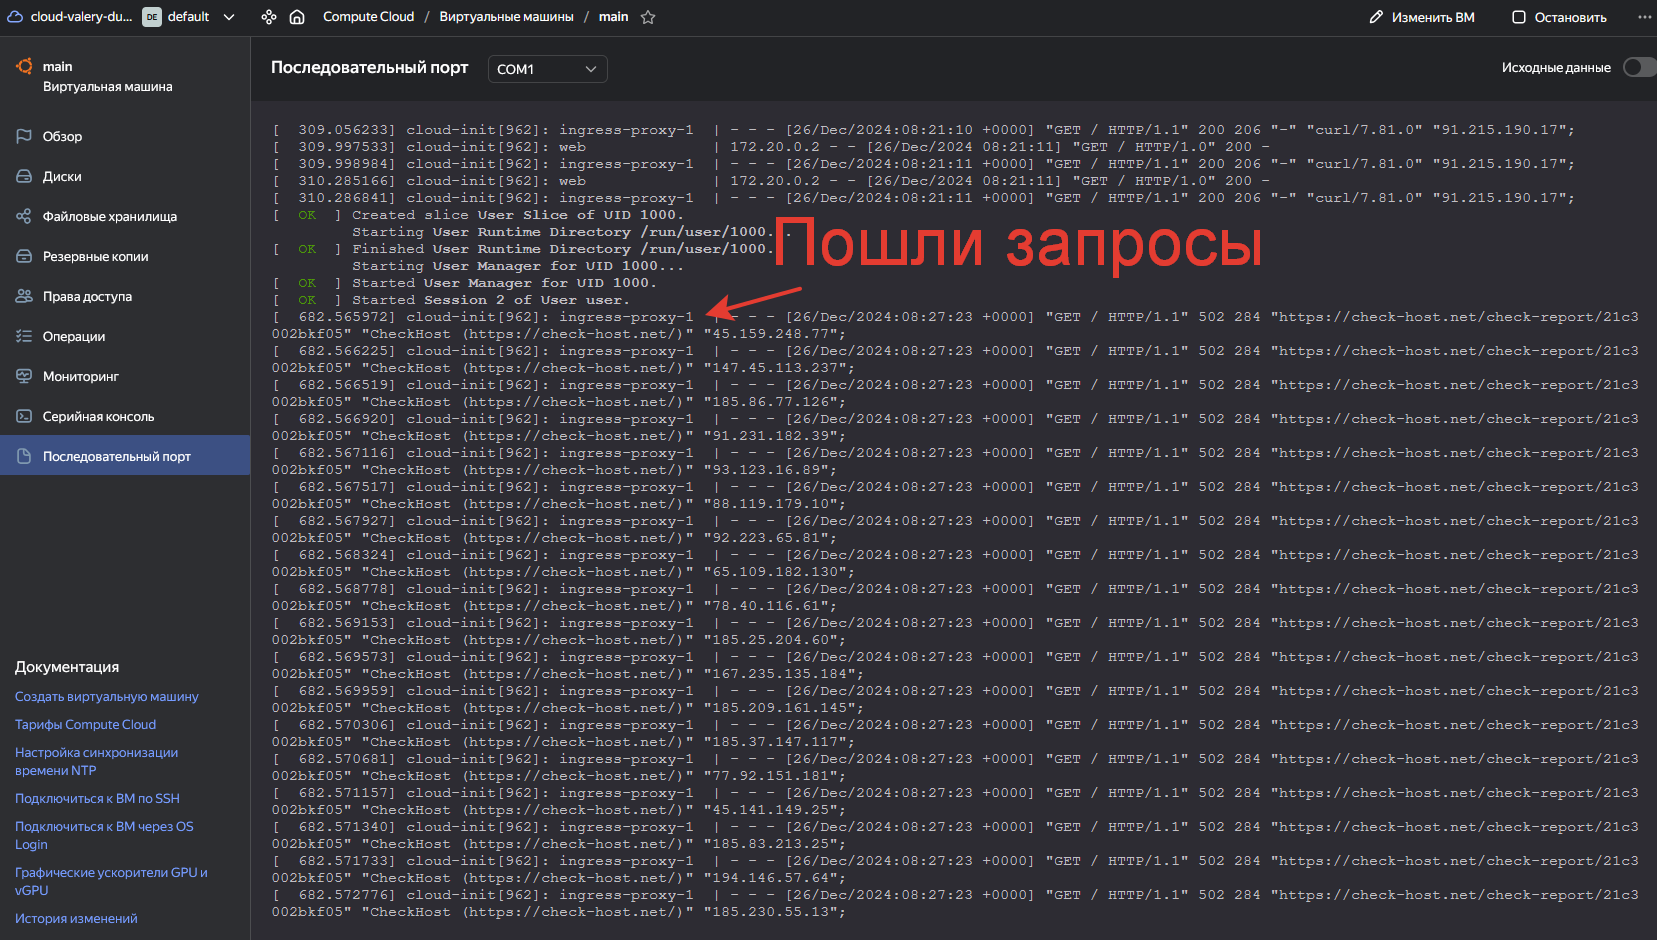 cloud-valery-du... DE default Compute Cloud / Виртуальные машины / main Изменить ВМ Остановить
main
Виртуальная машина
Обзор
Диски
Файловые хранилища
Резервные копии
Права доступа
Операции
Мониторинг
Серийная консоль
Последовательный порт
Документация
Создать виртуальную машину
Тарифы Compute Cloud
Настройка синхронизации
времени NTP
Подключиться к ВМ по SSH
Подключиться к ВМ через OS
Login
Графические ускорители GPU и
vGPU
История изменений
Последовательный порт COM1 Исходные данные
[  309.056233] cloud-init[962]: ingress-proxy-1  | - - - [26/Dec/2024:08:21:10 +0000] "GET / HTTP/1.1" 200 206 "-" "curl/7.81.0" "91.215.190.17";
[  309.997533] cloud-init[962]: web              | 172.20.0.2 - - [26/Dec/2024 08:21:11] "GET / HTTP/1.0" 200 -
[  309.998984] cloud-init[962]: ingress-proxy-1  | - - - [26/Dec/2024:08:21:11 +0000] "GET / HTTP/1.1" 200 206 "-" "curl/7.81.0" "91.215.190.17";
[  310.285166] cloud-init[962]: web              | 172.20.0.2 - - [26/Dec/2024 08:21:11] "GET / HTTP/1.0" 200 -
[  310.286841] cloud-init[962]: ingress-proxy-1  | - - - [26/Dec/2024:08:21:11 +0000] "GET / HTTP/1.1" 200 206 "-" "curl/7.81.0" "91.215.190.17";
[  OK  ] Created slice User Slice of UID 1000.
Starting User Runtime Directory /run/user/1000...
[  OK  ] Finished User Runtime Directory /run/user/1000.
Starting User Manager for UID 1000...
[  OK  ] Started User Manager for UID 1000.
[  OK  ] Started Session 2 of User user.
Пошли запросы
[  682.565972] cloud-init[962]: ingress-proxy-1  | - - - [26/Dec/2024:08:27:23 +0000] "GET / HTTP/1.1" 502 284 "https://check-host.net/check-report/21c3
002bkf05" "CheckHost (https://check-host.net/)" "45.159.248.77";
[  682.566225] cloud-init[962]: ingress-proxy-1  | - - - [26/Dec/2024:08:27:23 +0000] "GET / HTTP/1.1" 502 284 "https://check-host.net/check-report/21c3
002bkf05" "CheckHost (https://check-host.net/)" "147.45.113.237";
[  682.566519] cloud-init[962]: ingress-proxy-1  | - - - [26/Dec/2024:08:27:23 +0000] "GET / HTTP/1.1" 502 284 "https://check-host.net/check-report/21c3
002bkf05" "CheckHost (https://check-host.net/)" "185.86.77.126";
[  682.566920] cloud-init[962]: ingress-proxy-1  | - - - [26/Dec/2024:08:27:23 +0000] "GET / HTTP/1.1" 502 284 "https://check-host.net/check-report/21c3
002bkf05" "CheckHost (https://check-host.net/)" "91.231.182.39";
[  682.567116] cloud-init[962]: ingress-proxy-1  | - - - [26/Dec/2024:08:27:23 +0000] "GET / HTTP/1.1" 502 284 "https://check-host.net/check-report/21c3
002bkf05" "CheckHost (https://check-host.net/)" "93.123.16.89";
[  682.567517] cloud-init[962]: ingress-proxy-1  | - - - [26/Dec/2024:08:27:23 +0000] "GET / HTTP/1.1" 502 284 "https://check-host.net/check-report/21c3
002bkf05" "CheckHost (https://check-host.net/)" "88.119.179.10";
[  682.567927] cloud-init[962]: ingress-proxy-1  | - - - [26/Dec/2024:08:27:23 +0000] "GET / HTTP/1.1" 502 284 "https://check-host.net/check-report/21c3
002bkf05" "CheckHost (https://check-host.net/)" "92.223.65.81";
[  682.568324] cloud-init[962]: ingress-proxy-1  | - - - [26/Dec/2024:08:27:23 +0000] "GET / HTTP/1.1" 502 284 "https://check-host.net/check-report/21c3
002bkf05" "CheckHost (https://check-host.net/)" "65.109.182.130";
[  682.568778] cloud-init[962]: ingress-proxy-1  | - - - [26/Dec/2024:08:27:23 +0000] "GET / HTTP/1.1" 502 284 "https://check-host.net/check-report/21c3
002bkf05" "CheckHost (https://check-host.net/)" "78.40.116.61";
[  682.569153] cloud-init[962]: ingress-proxy-1  | - - - [26/Dec/2024:08:27:23 +0000] "GET / HTTP/1.1" 502 284 "https://check-host.net/check-report/21c3
002bkf05" "CheckHost (https://check-host.net/)" "185.25.204.60";
[  682.569573] cloud-init[962]: ingress-proxy-1  | - - - [26/Dec/2024:08:27:23 +0000] "GET / HTTP/1.1" 502 284 "https://check-host.net/check-report/21c3
002bkf05" "CheckHost (https://check-host.net/)" "167.235.135.184";
[  682.569959] cloud-init[962]: ingress-proxy-1  | - - - [26/Dec/2024:08:27:23 +0000] "GET / HTTP/1.1" 502 284 "https://check-host.net/check-report/21c3
002bkf05" "CheckHost (https://check-host.net/)" "185.209.161.145";
[  682.570306] cloud-init[962]: ingress-proxy-1  | - - - [26/Dec/2024:08:27:23 +0000] "GET / HTTP/1.1" 502 284 "https://check-host.net/check-report/21c3
002bkf05" "CheckHost (https://check-host.net/)" "185.37.147.117";
[  682.570681] cloud-init[962]: ingress-proxy-1  | - - - [26/Dec/2024:08:27:23 +0000] "GET / HTTP/1.1" 502 284 "https://check-host.net/check-report/21c3
002bkf05" "CheckHost (https://check-host.net/)" "77.92.151.181";
[  682.571157] cloud-init[962]: ingress-proxy-1  | - - - [26/Dec/2024:08:27:23 +0000] "GET / HTTP/1.1" 502 284 "https://check-host.net/check-report/21c3
002bkf05" "CheckHost (https://check-host.net/)" "45.141.149.25";
[  682.571340] cloud-init[962]: ingress-proxy-1  | - - - [26/Dec/2024:08:27:23 +0000] "GET / HTTP/1.1" 502 284 "https://check-host.net/check-report/21c3
002bkf05" "CheckHost (https://check-host.net/)" "185.83.213.25";
[  682.571733] cloud-init[962]: ingress-proxy-1  | - - - [26/Dec/2024:08:27:23 +0000] "GET / HTTP/1.1" 502 284 "https://check-host.net/check-report/21c3
002bkf05" "CheckHost (https://check-host.net/)" "194.146.57.64";
[  682.572776] cloud-init[962]: ingress-proxy-1  | - - - [26/Dec/2024:08:27:23 +0000] "GET / HTTP/1.1" 502 284 "https://check-host.net/check-report/21c3
002bkf05" "CheckHost (https://check-host.net/)" "185.230.55.13";